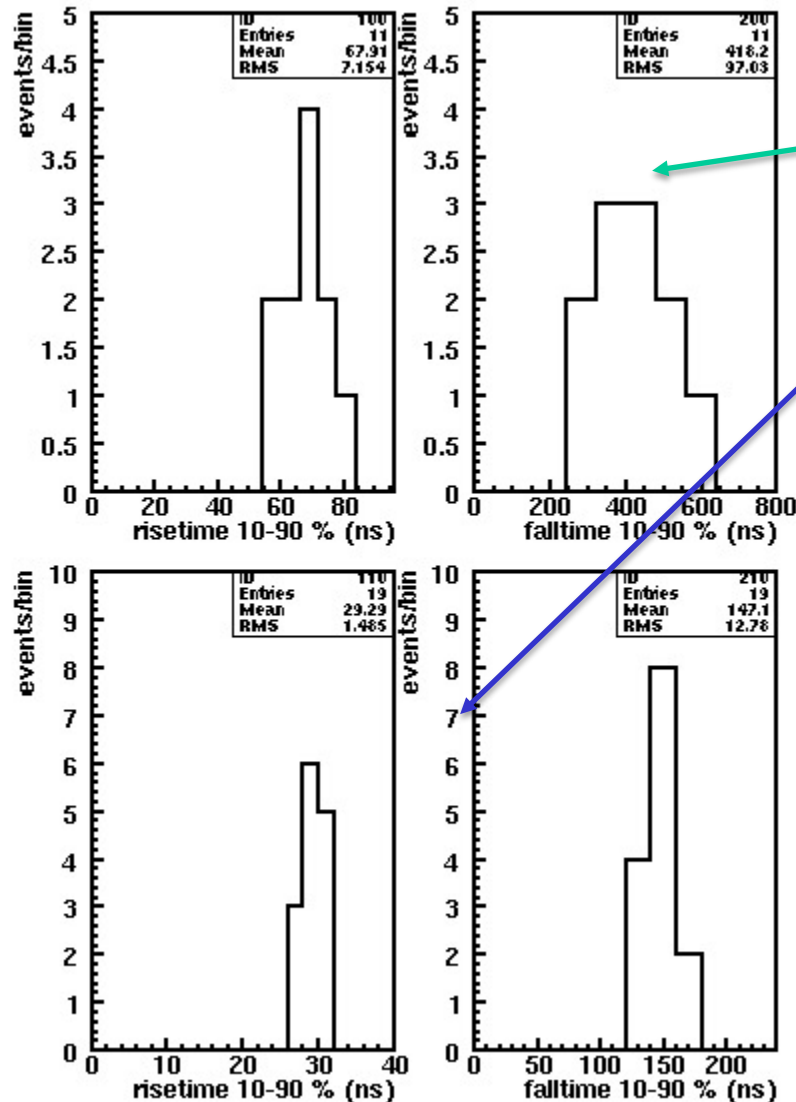 events/bin
5
4.5
4
3.5
3
2.5
2
1.5
1
0.5
0
ID 100
Entries 11
Mean 67.91
RMS 7.154
0 20 40 60 80
risetime 10-90 % (ns)
events/bin
5
4.5
4
3.5
3
2.5
2
1.5
1
0.5
0
ID 200
Entries 11
Mean 418.2
RMS 97.03
0 200 400 600 800
falltime 10-90 % (ns)
events/bin
10
9
8
7
6
5
4
3
2
1
0
ID 110
Entries 19
Mean 29.29
RMS 1.485
0 10 20 30 40
risetime 10-90 % (ns)
events/bin
10
9
8
7
6
5
4
3
2
1
0
ID 210
Entries 19
Mean 147.1
RMS 12.78
0 50 100 150 200
falltime 10-90 % (ns)